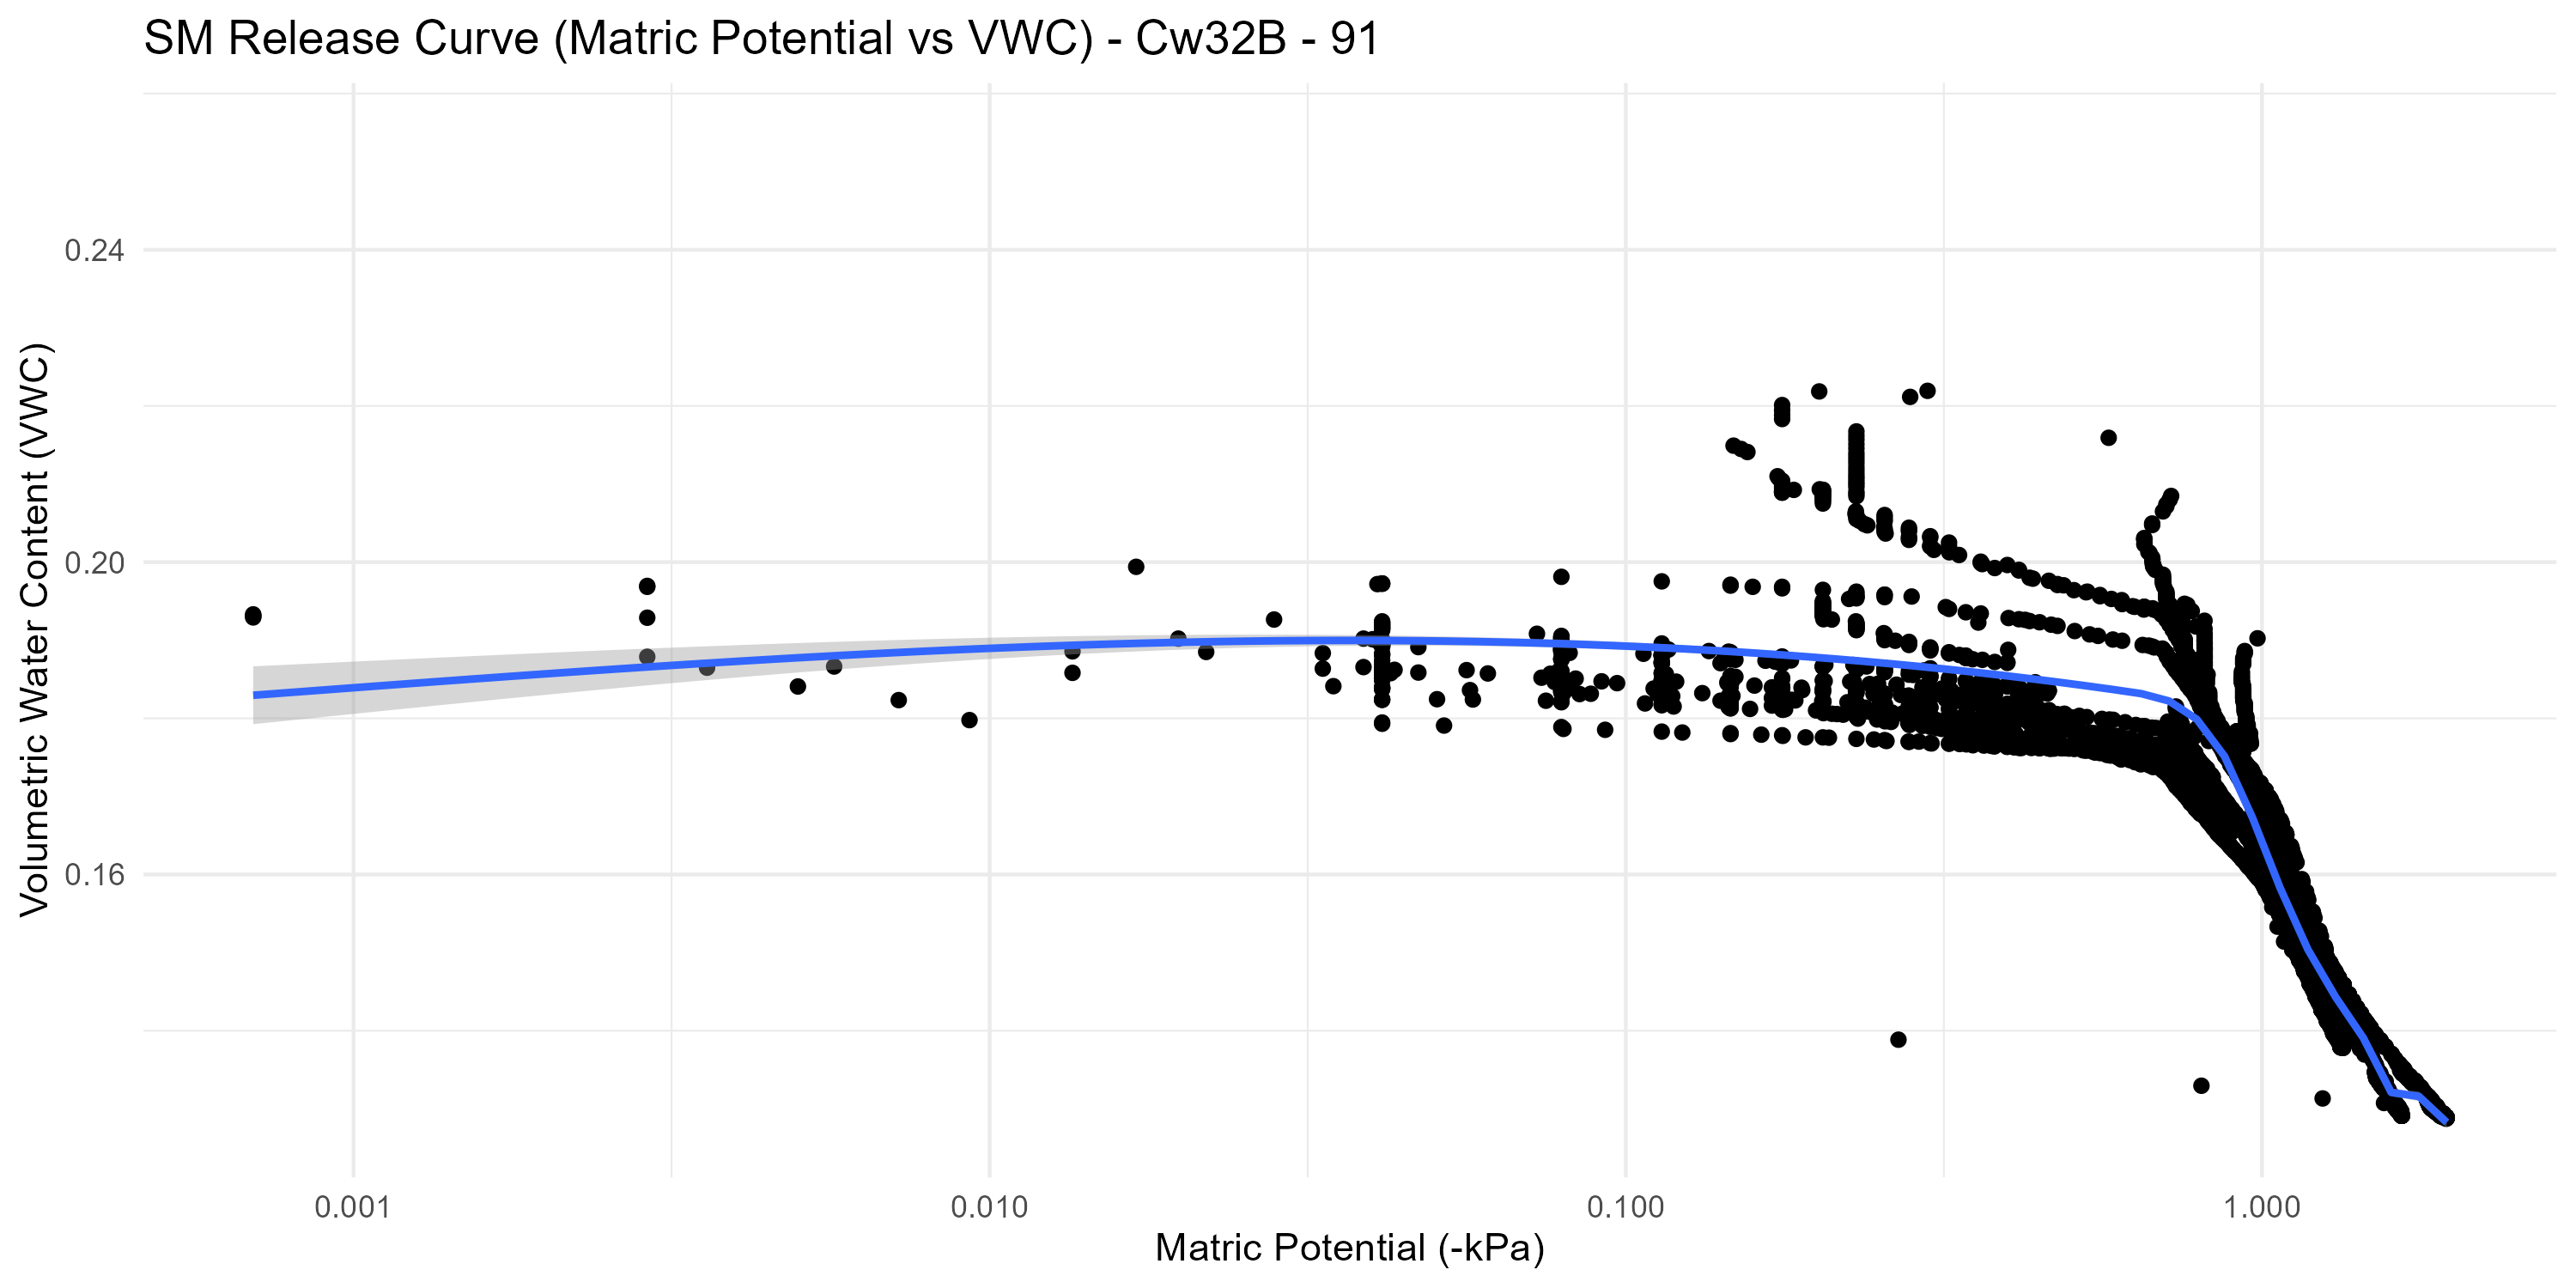 SM Release Curve (Matric Potential vs VWC) - Cw32B - 91
Volumetric Water Content (VWC)
0.24
0.20
0.16
0.001
0.010
0.100
1.000
Matric Potential (-kPa)